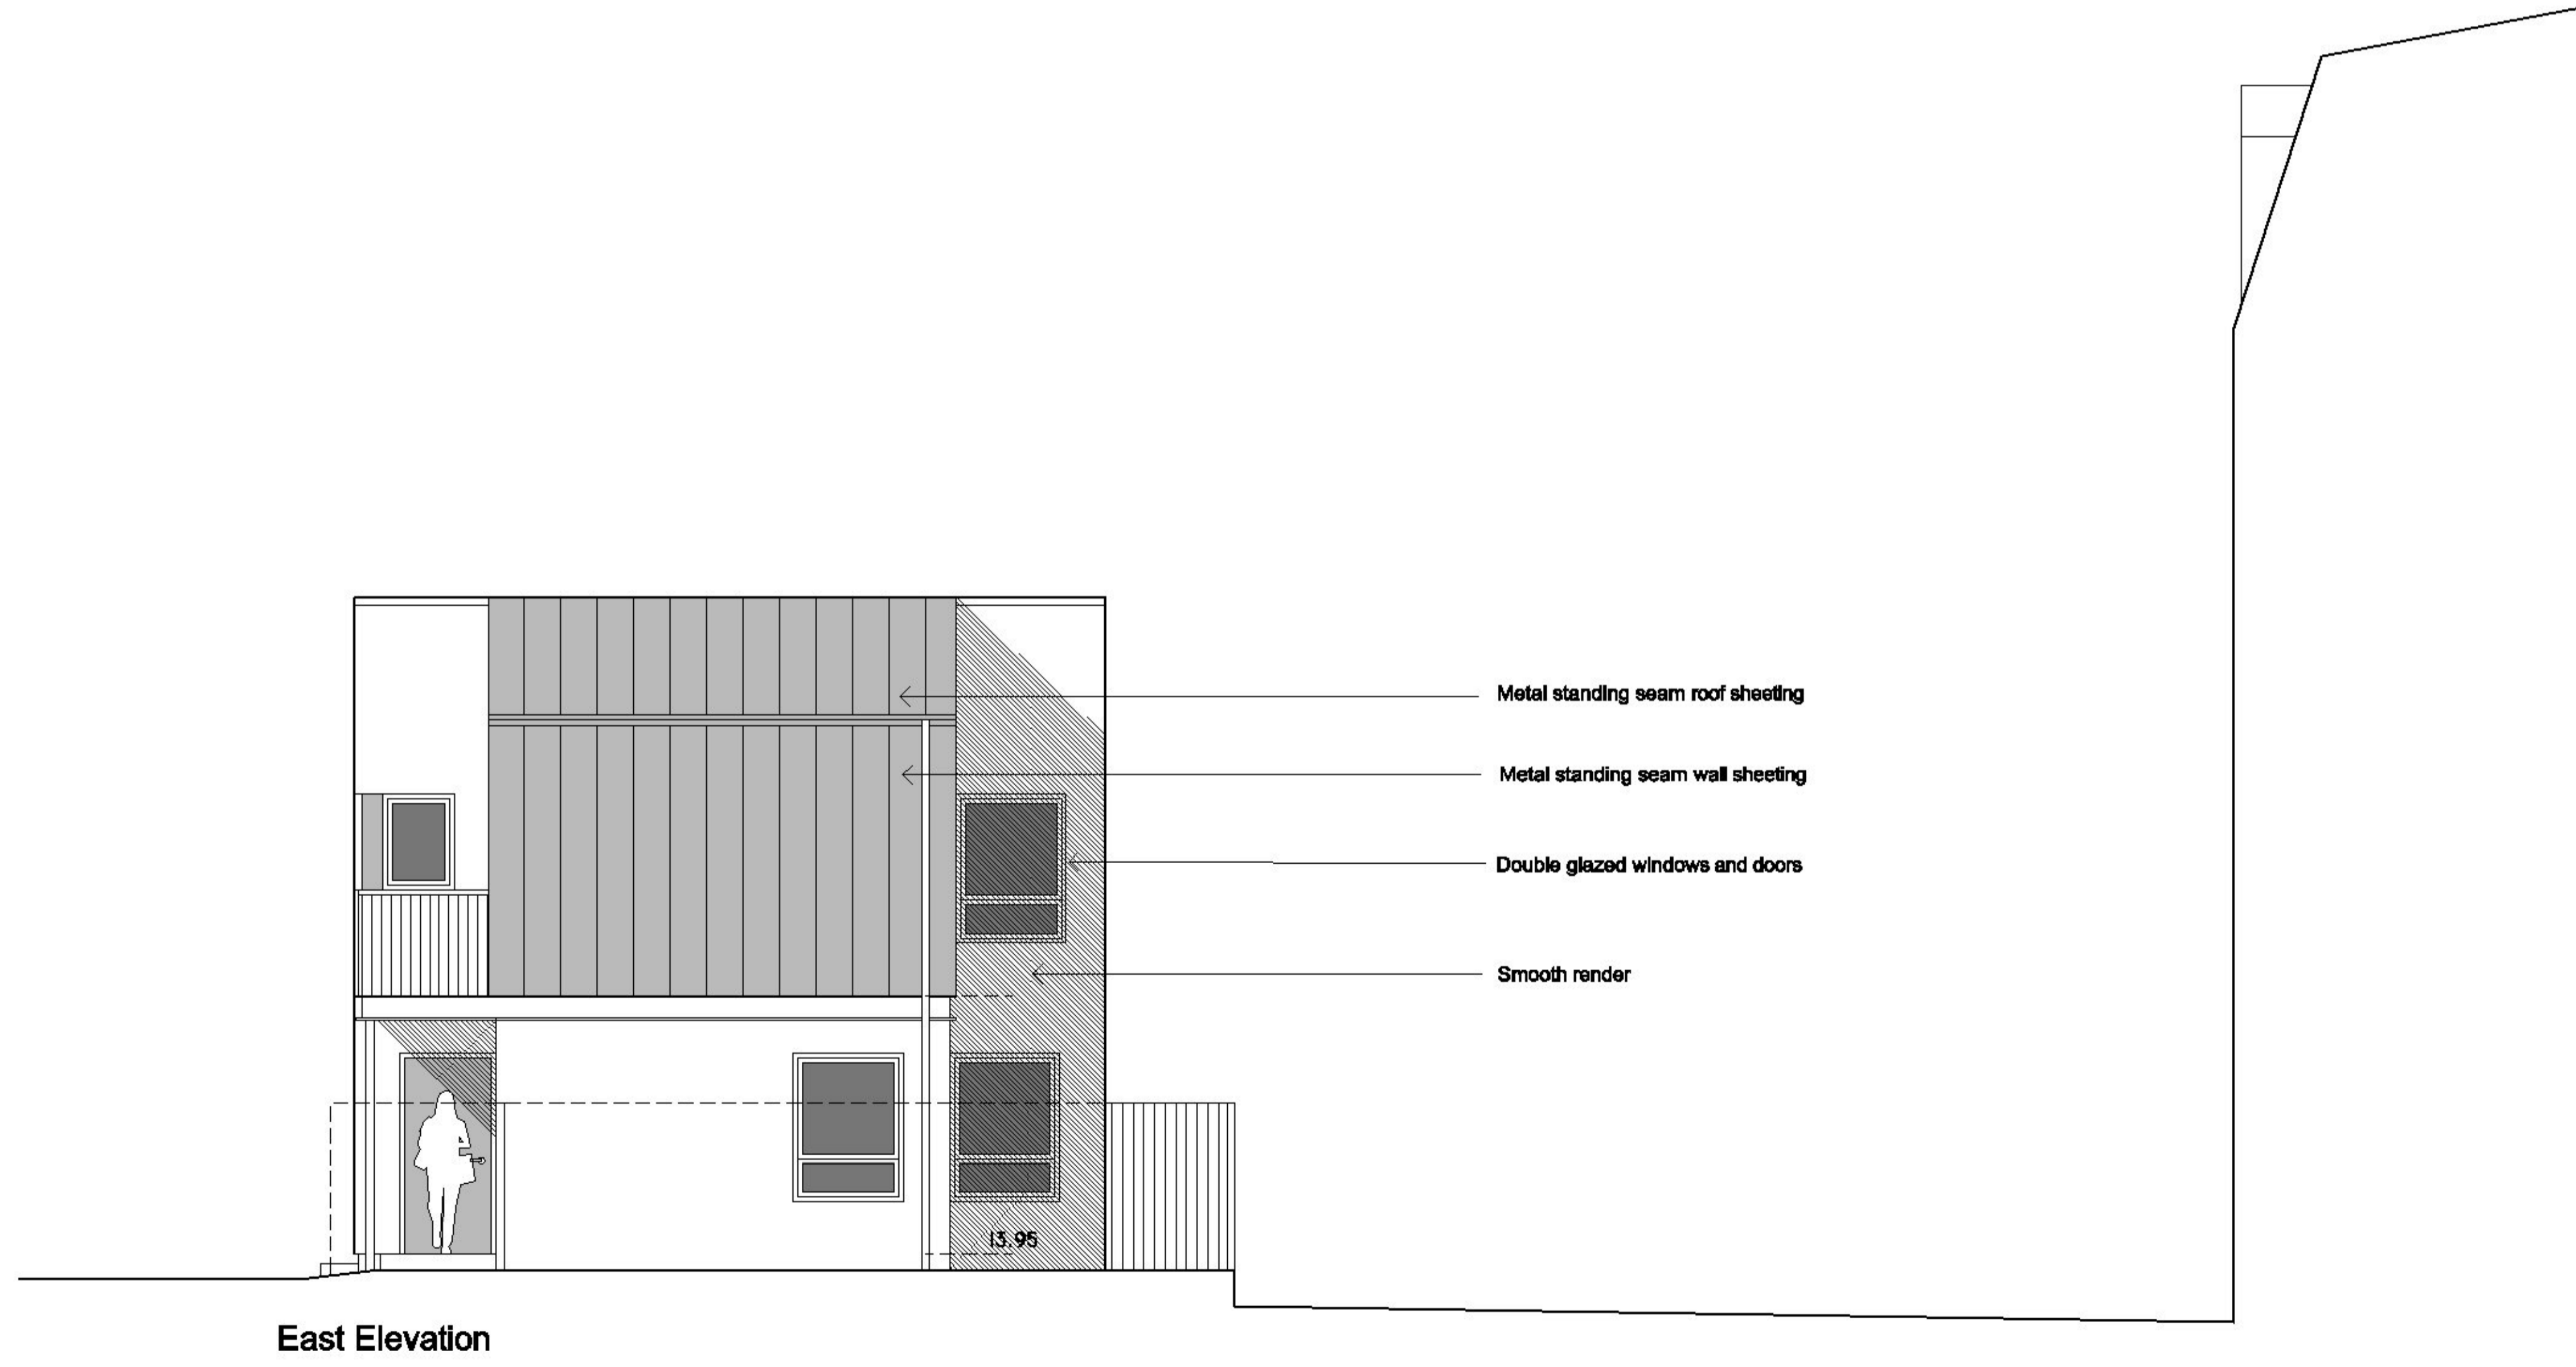 Metal standing seam roof sheeting
Metal standing seam wall sheeting
Double glazed windows and doors
Smooth render
13.95
East Elevation